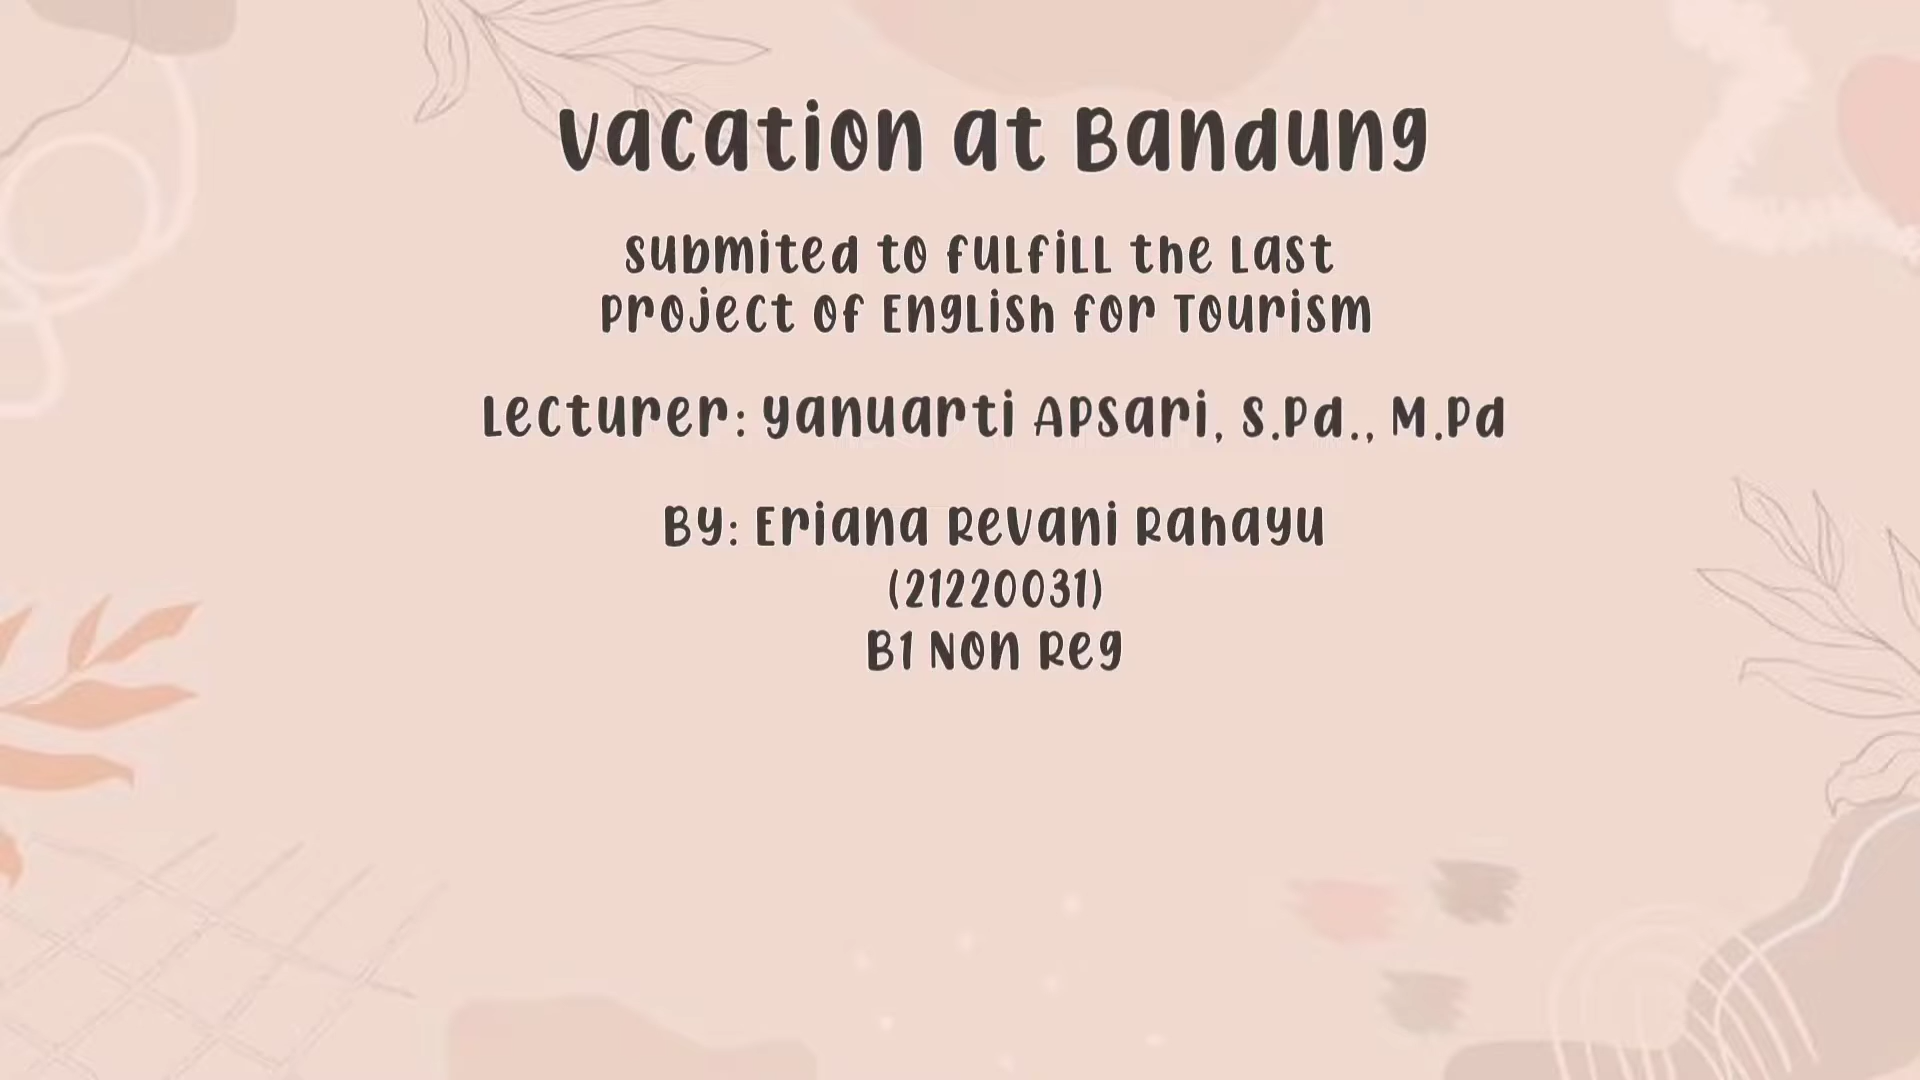 Vacation at Bandung
submited to fulfill the last
project of English for Tourism
Lecturer: Yanuarti Apsari, S.Pd., M.Pd
By: Eriana Revani Rahayu
(21220031)
B1 Non Reg